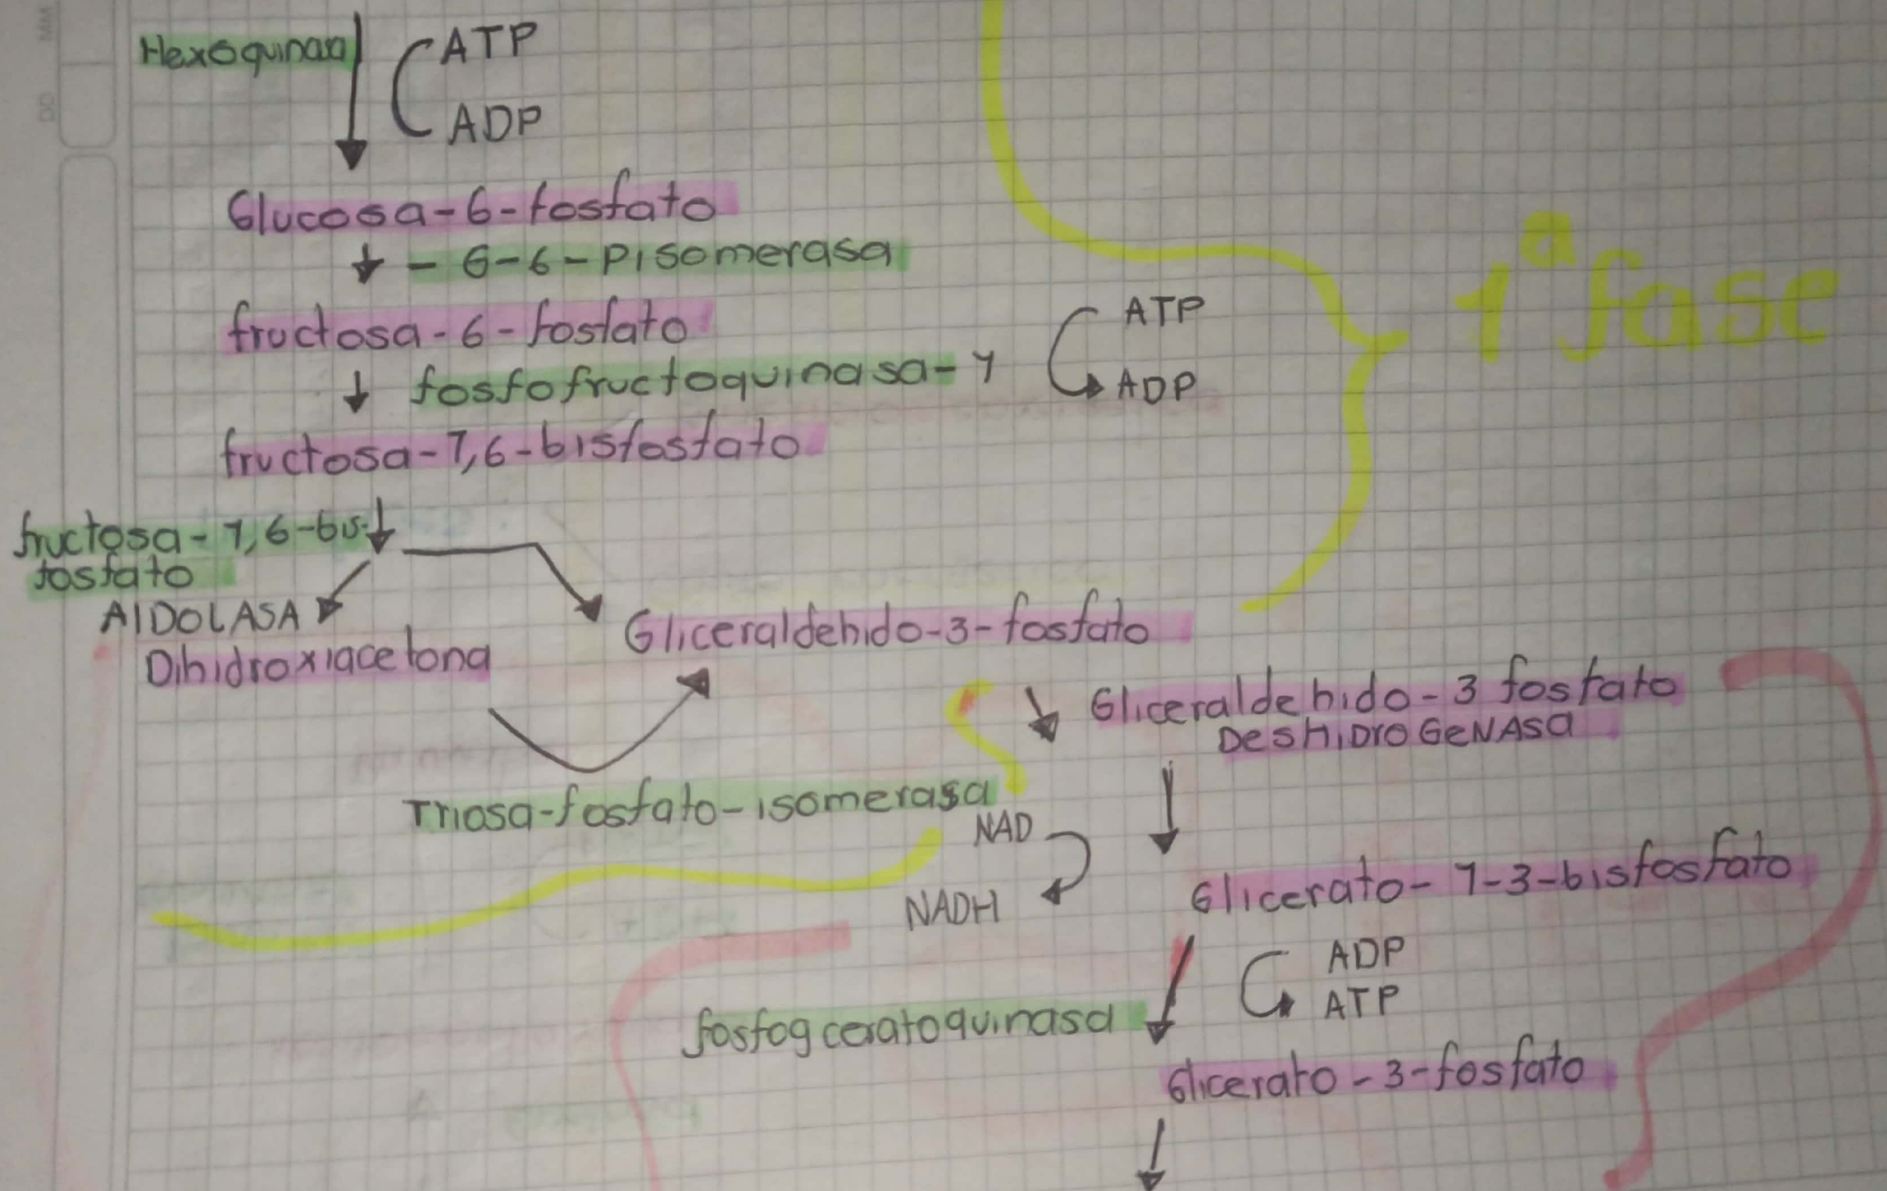 Hexoquinasa
ATP
ADP
Glucosa-6-fosfato
- G-6-Pisomerasa
fructosa-6-fosfato
ATP
fosfofructoquinasa-1
ADP
fructosa-1,6-bisfosfato
1ª fase
fructosa-1,6-bis-
fosfato
AlDOLASA
Gliceraldehido-3-fosfato
Dihidroxiacetona
Gliceraldehido-3 fosfato
DeshiDroGeNAsa
Triosa-fosfato-isomerasa
NAD
NADH
Glicerato-1-3-bisfosfato
ADP
ATP
fosfogceratoquinasa
Glicerato-3-fosfato